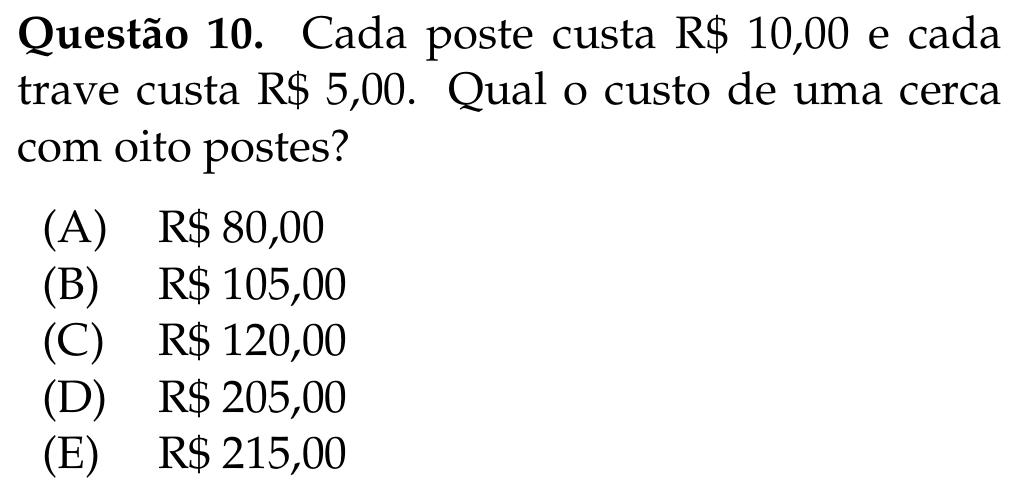 Questão 10. Cada poste custa R$ 10,00 e cada
trave custa R$ 5,00. Qual o custo de uma cerca
com oito postes?
(A) R$ 80,00
(B) R$ 105,00
(C) R$ 120,00
(D) R$ 205,00
(E) R$ 215,00